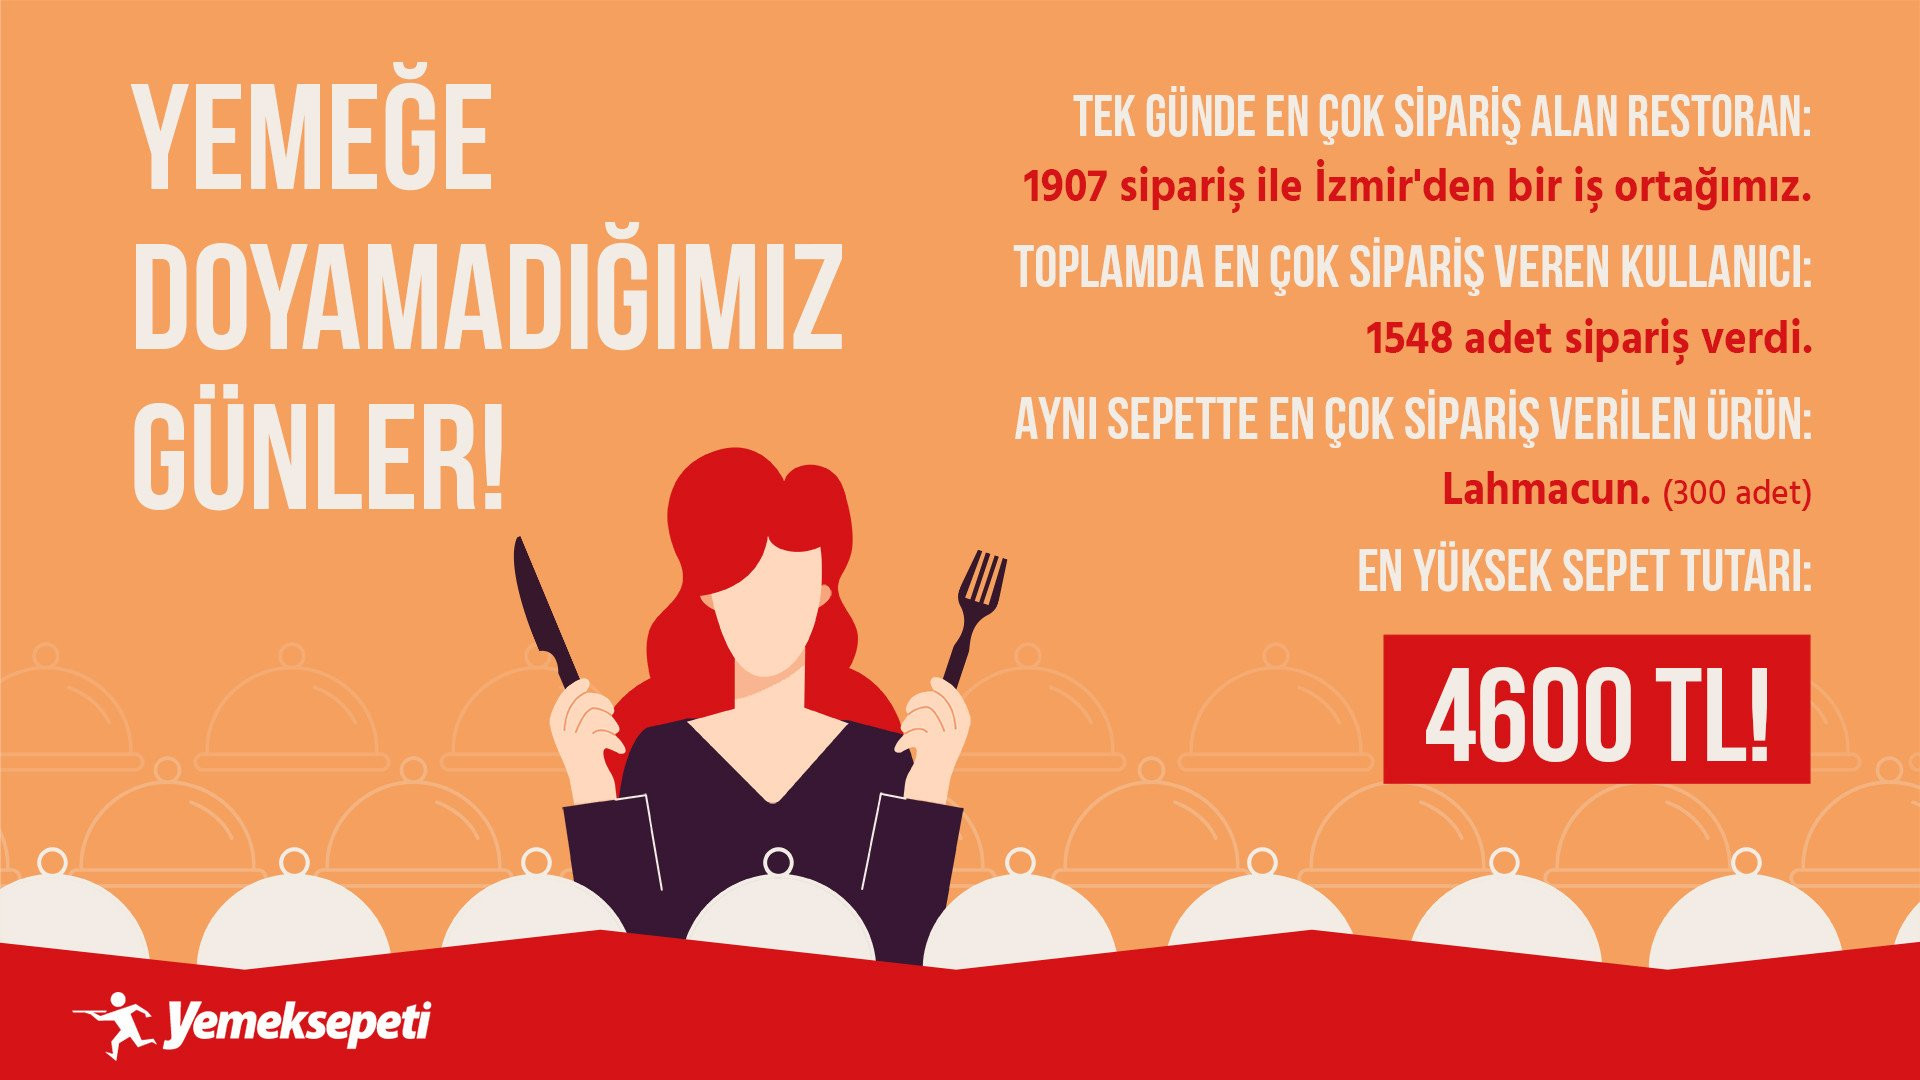 YEMEĞE
DOYAMADIĞIMIZ
GÜNLER!
TEK GÜNDE EN ÇOK SİPARİŞ ALAN RESTORAN:
1907 sipariş ile İzmir'den bir iş ortağımız.
TOPLAMDA EN ÇOK SİPARİŞ VEREN KULLANICI:
1548 adet sipariş verdi.
AYNI SEPETTE EN ÇOK SİPARİŞ VERİLEN ÜRÜN:
Lahmacun. (300 adet)
EN YÜKSEK SEPET TUTARI:
4600 TL!
Yemeksepeti